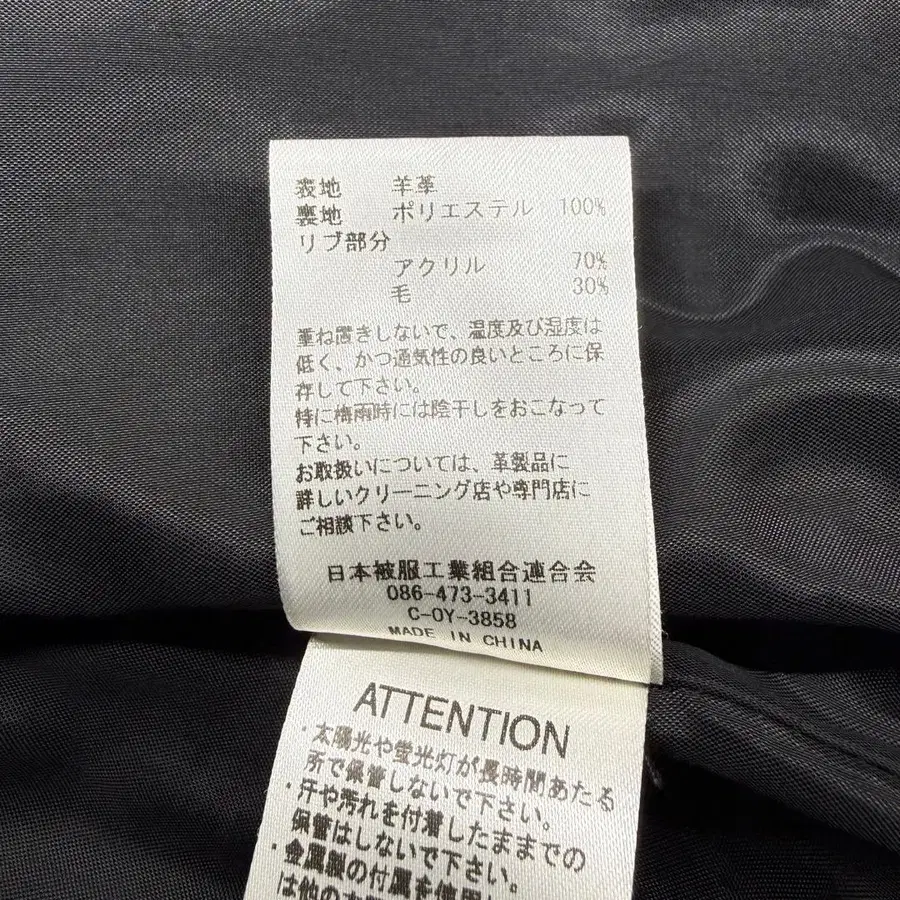 表地 羊革
裏地 ポリエステル 100%
リブ部分
アクリル 70%
毛 30%
重ね置きしないで、温度及び湿度は
低く、かつ通気性の良いところに保
存して下さい。
特に梅雨時には陰干しをおこなって
下さい。
お取扱いについては、革製品に
詳しいクリーニング店や専門店に
ご相談下さい。
日本被服工業組合連合会
086-473-3411
C-OY-3858
MADE IN CHINA
ATTENTION
・太陽光や蛍光灯が長時間あたる
所で保管しないで下さい。
・汗や汚れを付着したままでの
保管はしないで下さい。
・金属製の付属を使用
は他のお